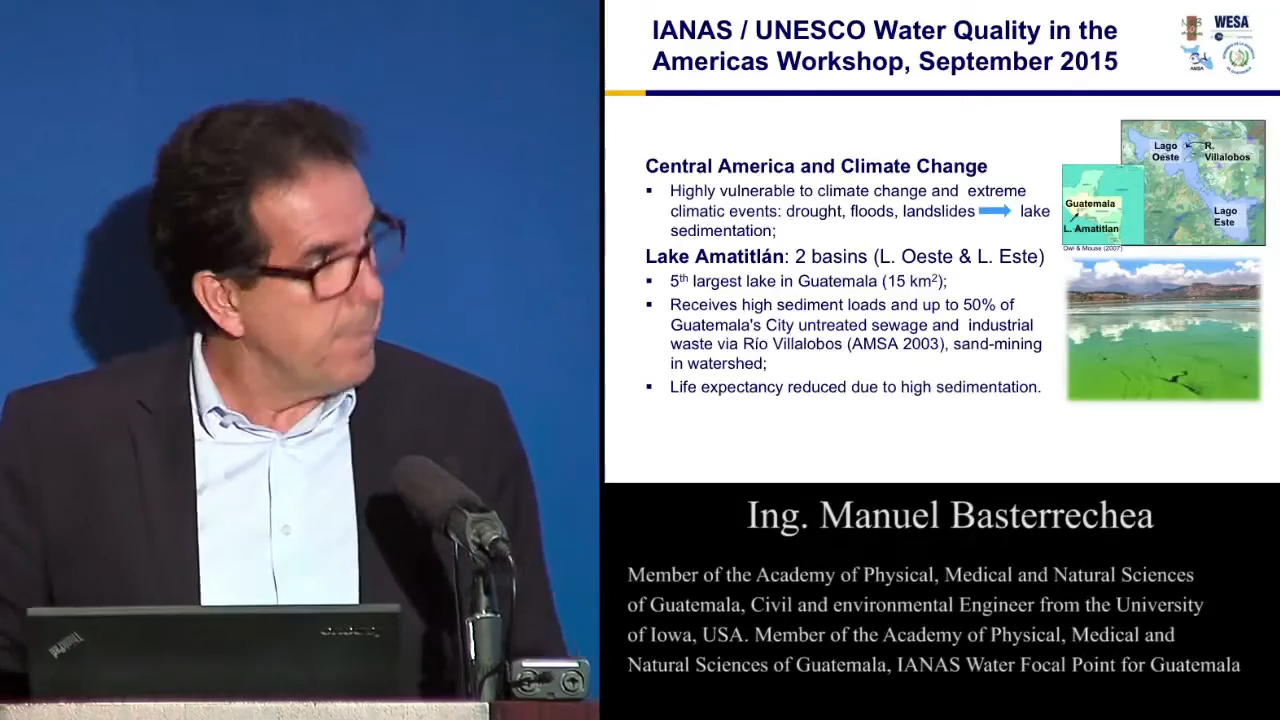 IANAS / UNESCO Water Quality in the
Americas Workshop, September 2015
WESA
AMSA
Central America and Climate Change
▪ Highly vulnerable to climate change and extreme
climatic events: drought, floods, landslides lake
sedimentation;
Lake Amatitlán: 2 basins (L. Oeste & L. Este)
▪ 5th largest lake in Guatemala (15 km2);
▪ Receives high sediment loads and up to 50% of
Guatemala's City untreated sewage and industrial
waste via Río Villalobos (AMSA 2003), sand-mining
in watershed;
▪ Life expectancy reduced due to high sedimentation.
Lago
Oeste
R.
Villalobos
Lago
Este
Guatemala
L. Amatitlan
Owi & Mouse (2007)
ThinkPad
lenovo
Ing. Manuel Basterrechea
Member of the Academy of Physical, Medical and Natural Sciences
of Guatemala, Civil and environmental Engineer from the University
of Iowa, USA. Member of the Academy of Physical, Medical and
Natural Sciences of Guatemala, IANAS Water Focal Point for Guatemala